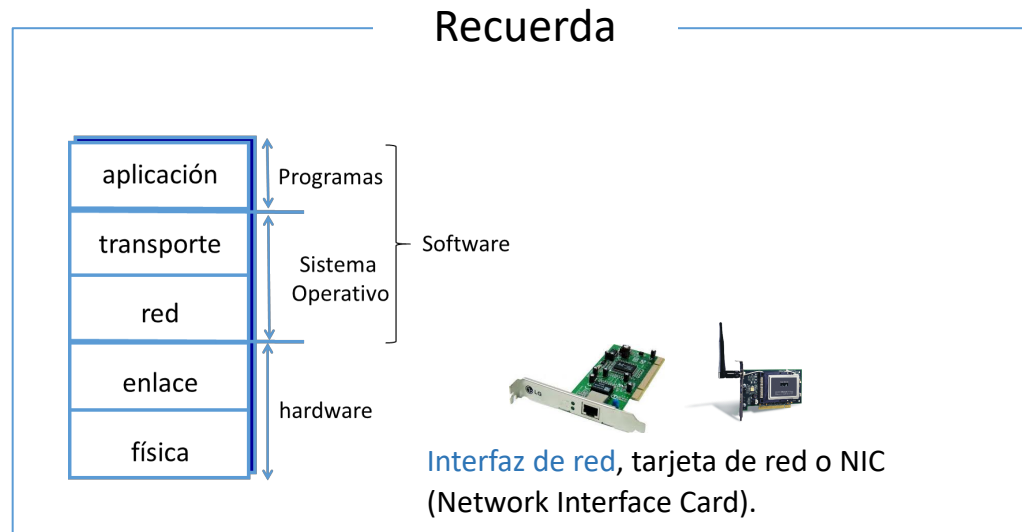 Recuerda
aplicación
Programas
transporte
Software
Sistema
Operativo
red
enlace
hardware
física
LG
Interfaz de red, tarjeta de red o NIC
(Network Interface Card).